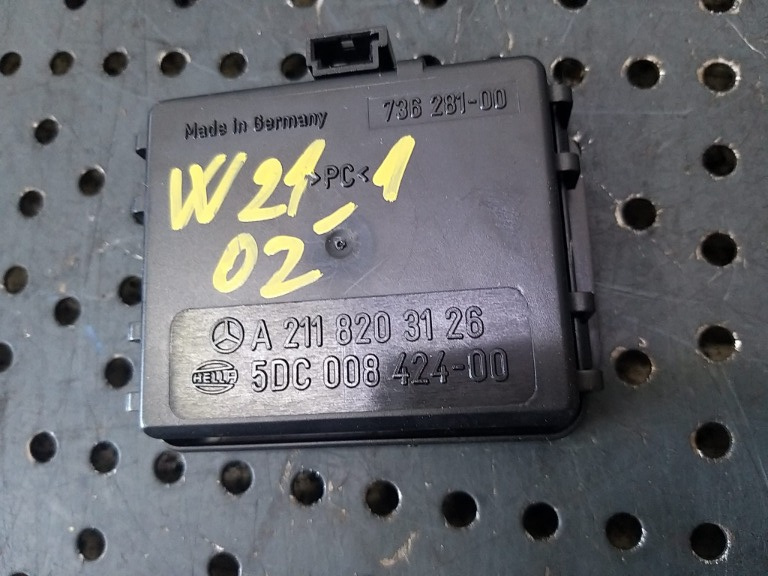 736 281-00
Made in Germany
>PC<
W211
02-
A 211 820 31 26
HELLA
5DC 008 424-00